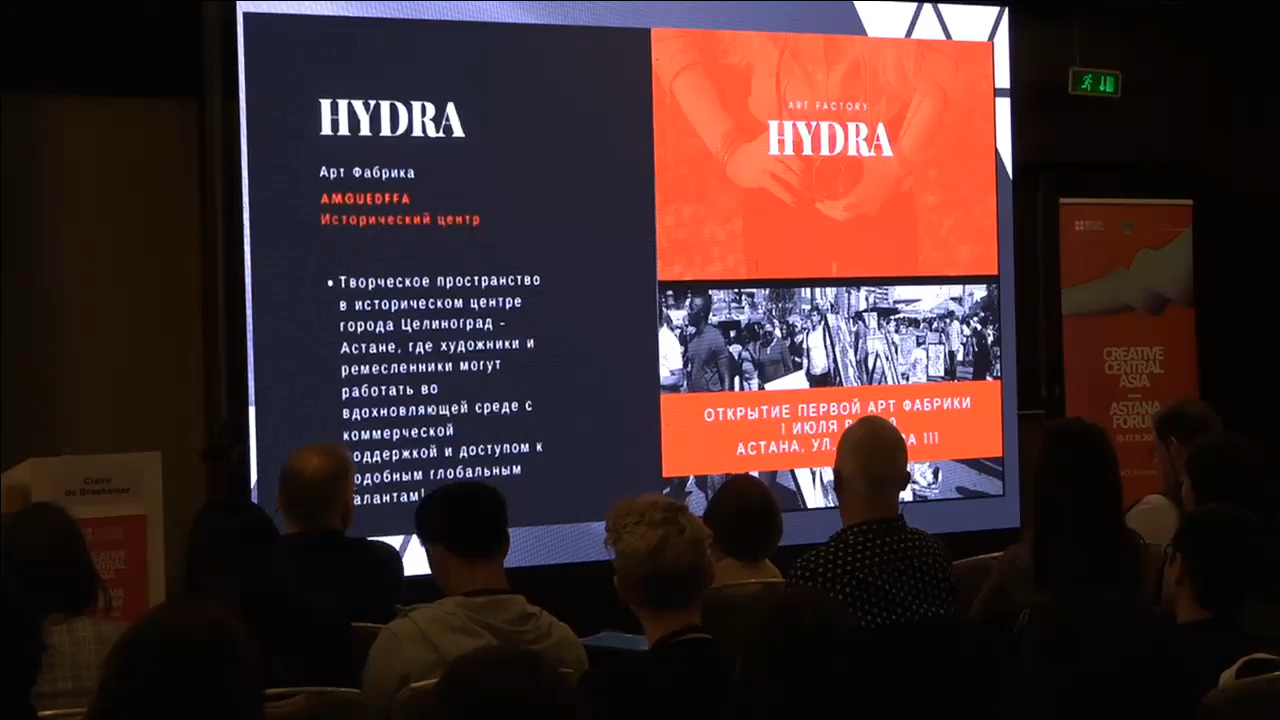 HYDRA
Арт Фабрика
AMGUEDFFA
Исторический центр
•Творческое пространство
в историческом центре
города Целиноград -
Астане, где художники и
ремесленники могут
работать во
вдохновляющей среде с
коммерческой
поддержкой и доступом к
подобным глобальным
талантам!
ART FACTORY
HYDRA
ОТКРЫТИЕ ПЕРВОЙ АРТ ФАБРИКИ
1 ИЮЛЯ
АСТАНА, УЛ. 111
CREATIVE
CENTRAL
ASIA
—
ASTANA
FORUM
Claire
de Braekeleer